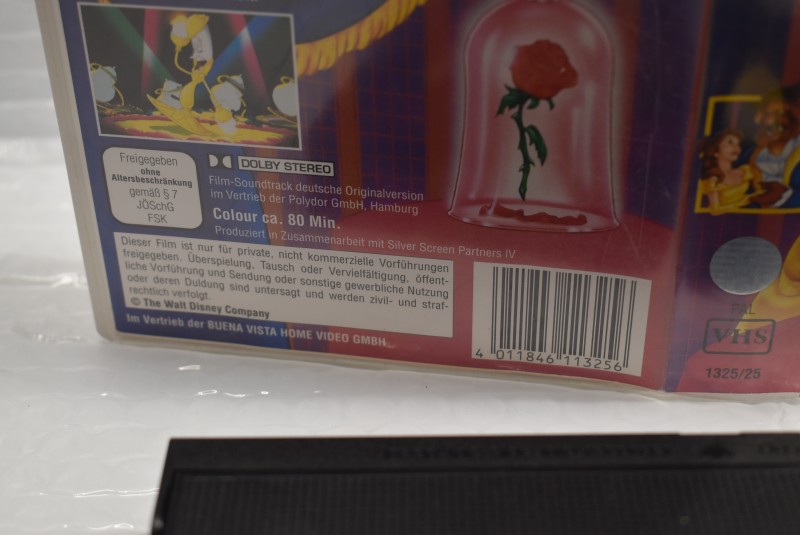 Freigegeben
ohne
Altersbeschränkung
gemäß § 7
JÖSchG
FSK
DOLBY STEREO
Film-Soundtrack deutsche Originalversion
im Vertrieb der Polydor GmbH, Hamburg
Colour ca. 80 Min.
Produziert in Zusammenarbeit mit Silver Screen Partners IV
Dieser Film ist nur für private, nicht kommerzielle Vorführungen
freigegeben. Überspielung, Tausch oder Vervielfältigung, öffent-
liche Vorführung und Sendung oder sonstige gewerbliche Nutzung
oder deren Duldung sind untersagt und werden zivil- und straf-
rechtlich verfolgt.
© The Walt Disney Company
Im Vertrieb der BUENA VISTA HOME VIDEO GMBH
4 011846 113256
PAL
VHS
1325/25